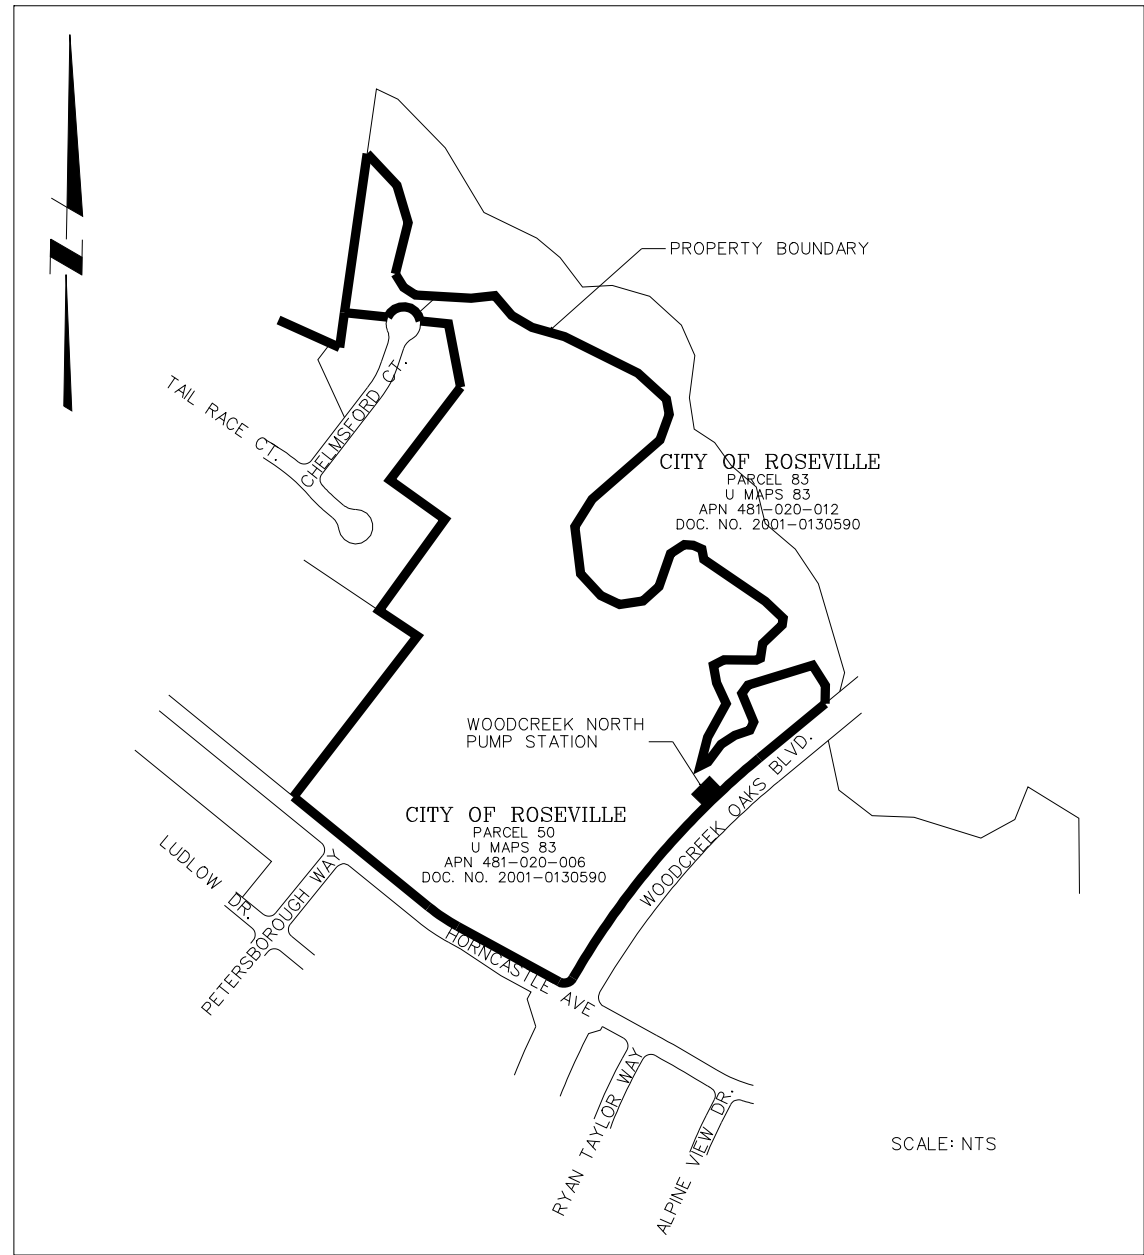 N
PROPERTY BOUNDARY
TAIL RACE CT.
CHELMSFORD CT.
CITY OF ROSEVILLE
PARCEL 83
U MAPS 83
APN 481-020-012
DOC. NO. 2001-0130590
WOODCREEK NORTH
PUMP STATION
WOODCREEK OAKS BLVD.
CITY OF ROSEVILLE
PARCEL 50
U MAPS 83
APN 481-020-006
DOC. NO. 2001-0130590
LUDLOW DR.
PETERSBOROUGH WAY
HORNCASTLE AVE
RYAN TAYLOR WAY
ALPINE VIEW DR.
SCALE: NTS